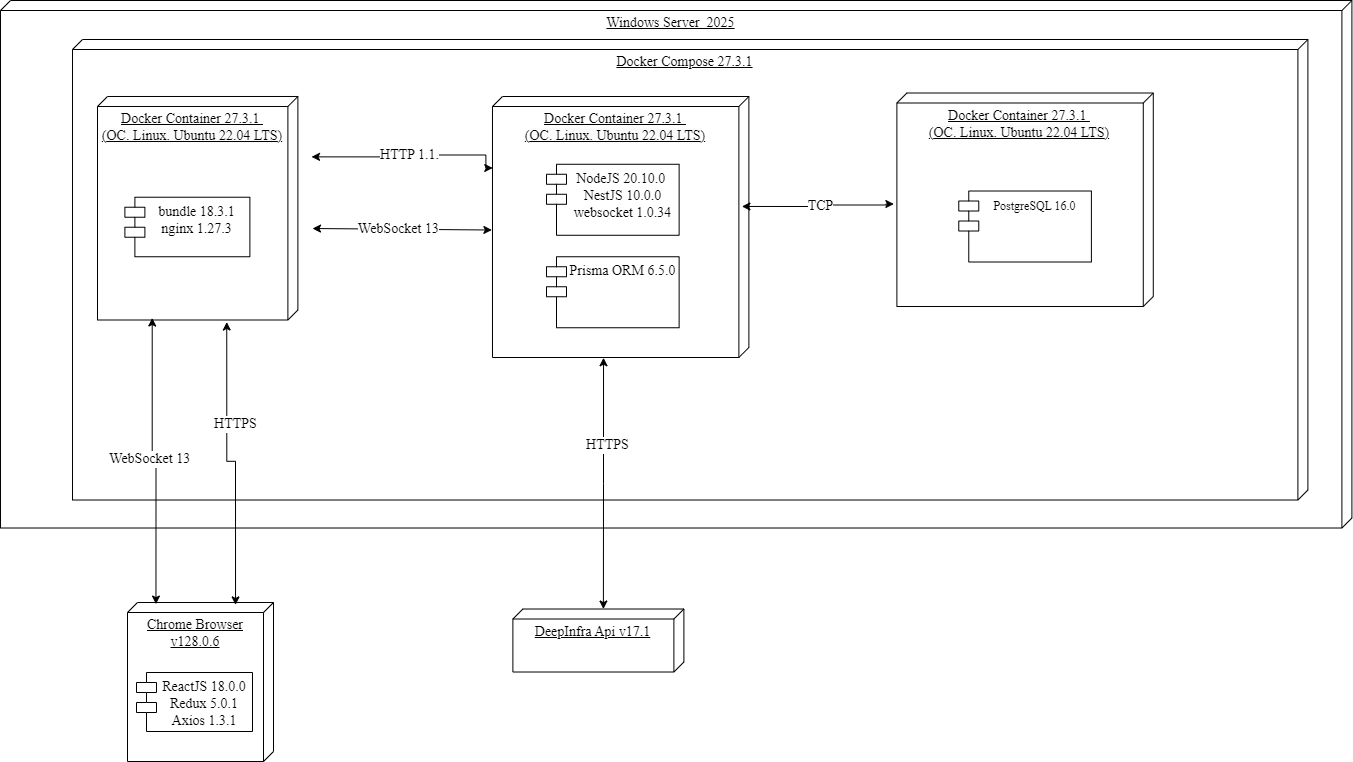 Windows Server 2025
Docker Compose 27.3.1
Docker Container 27.3.1
(OC. Linux. Ubuntu 22.04 LTS)
bundle 18.3.1
nginx 1.27.3
HTTP 1.1.
WebSocket 13
Docker Container 27.3.1
(OC. Linux. Ubuntu 22.04 LTS)
NodeJS 20.10.0
NestJS 10.0.0
websocket 1.0.34
Prisma ORM 6.5.0
TCP
Docker Container 27.3.1
(OC. Linux. Ubuntu 22.04 LTS)
PostgreSQL 16.0
HTTPS
WebSocket 13
HTTPS
Chrome Browser
v128.0.6
ReactJS 18.0.0
Redux 5.0.1
Axios 1.3.1
DeepInfra Api v17.1